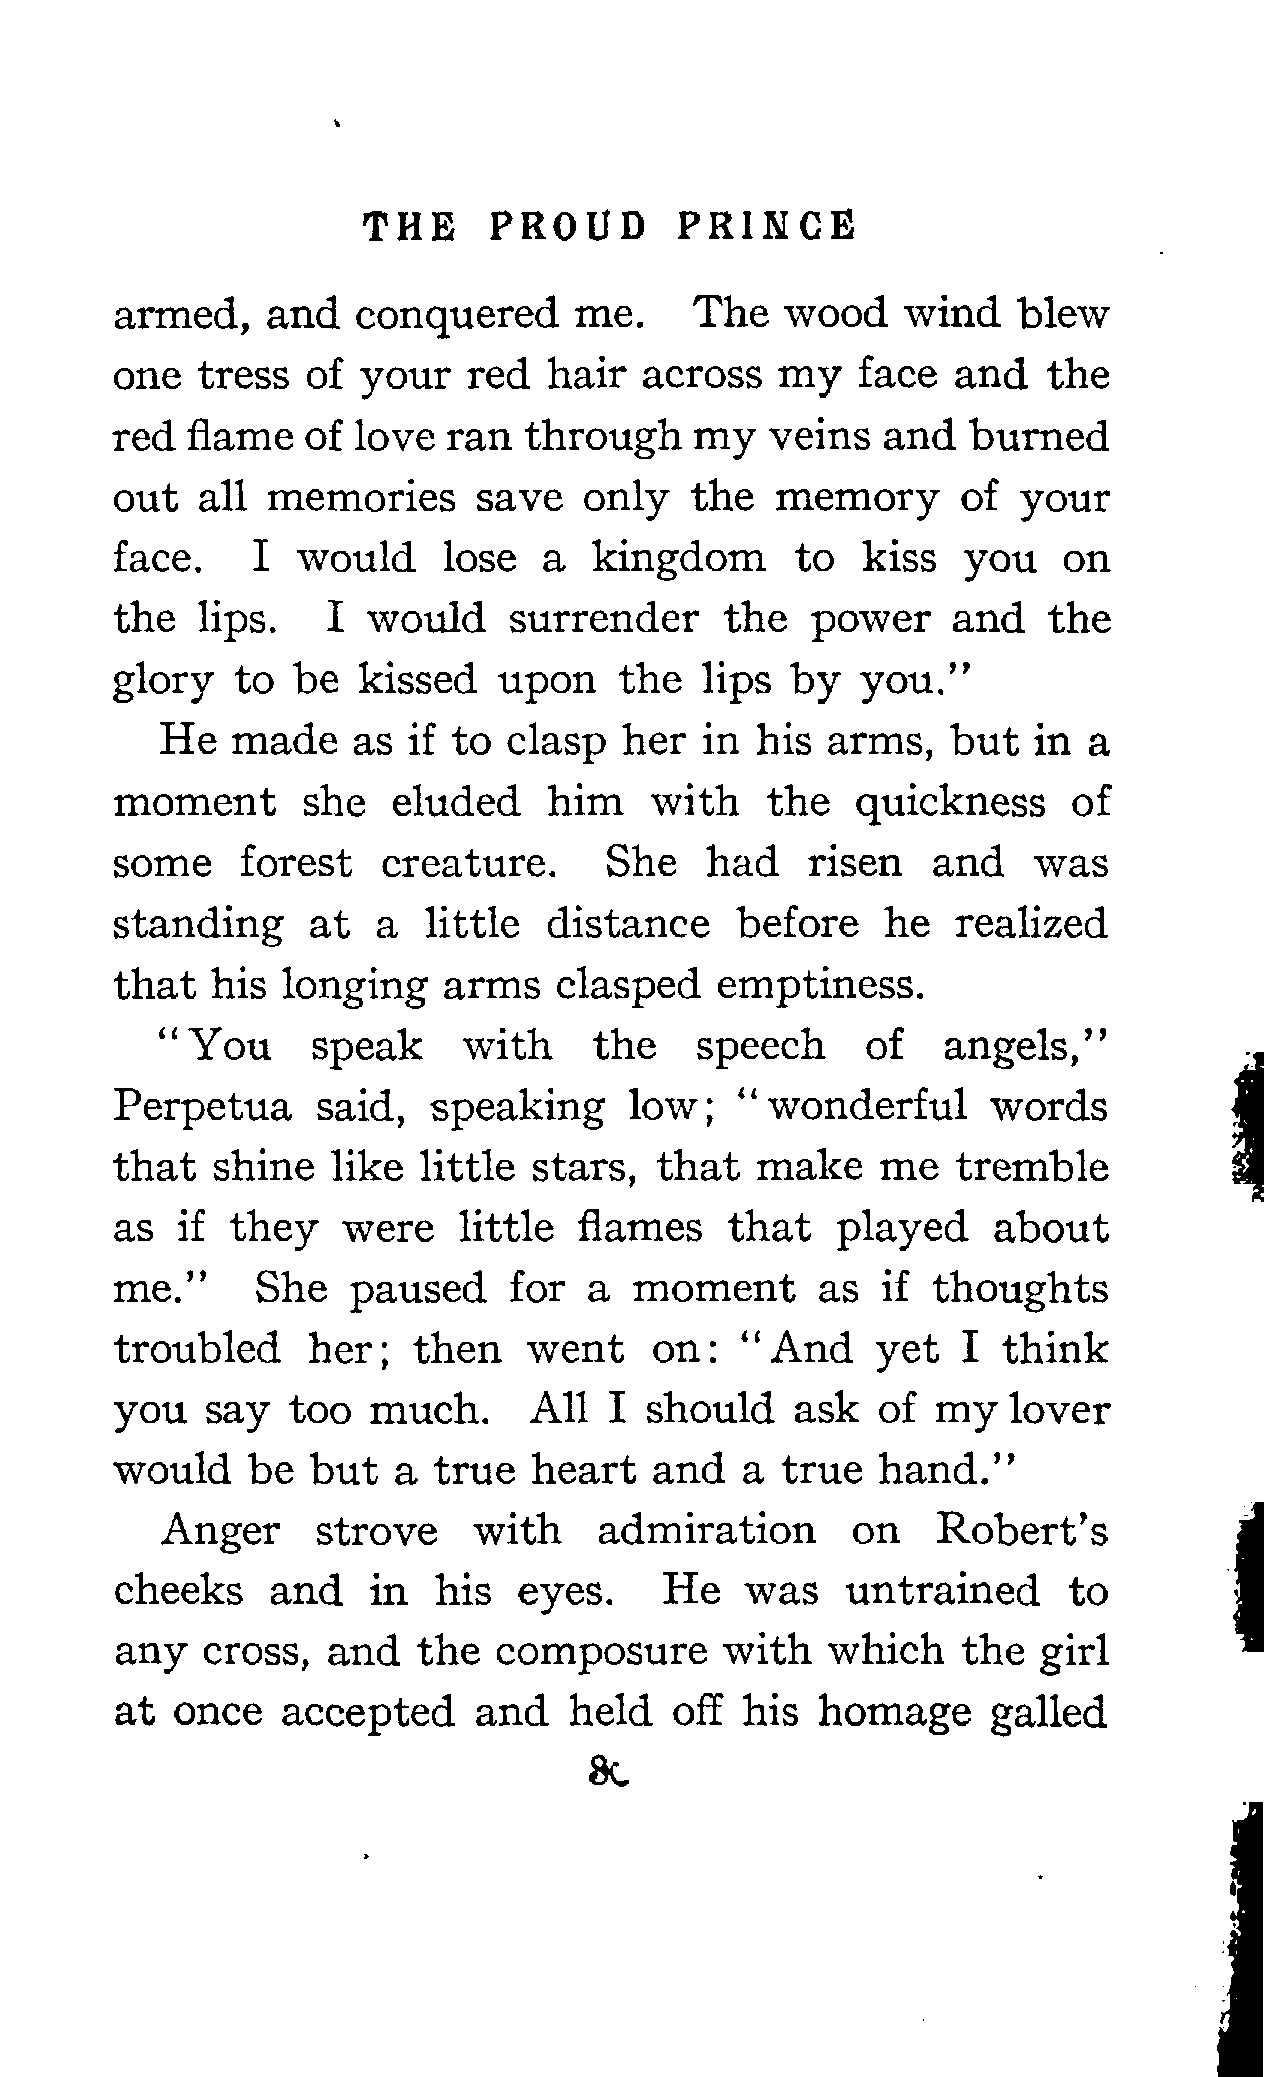 THE PROUD PRINCE
armed, and conquered me. The wood wind blew
one tress of your red hair across my face and the
red flame of love ran through my veins and burned
out all memories save only the memory of your
face. I would lose a kingdom to kiss you on
the lips. I would surrender the power and the
glory to be kissed upon the lips by you."
He made as if to clasp her in his arms, but in a
moment she eluded him with the quickness of
some forest creature. She had risen and was
standing at a little distance before he realized
that his longing arms clasped emptiness.
"You speak with the speech of angels,"
Perpetua said, speaking low; "wonderful words
that shine like little stars, that make me tremble
as if they were little flames that played about
me." She paused for a moment as if thoughts
troubled her; then went on: "And yet I think
you say too much. All I should ask of my lover
would be but a true heart and a true hand."
Anger strove with admiration on Robert's
cheeks and in his eyes. He was untrained to
any cross, and the composure with which the girl
at once accepted and held off his homage galled